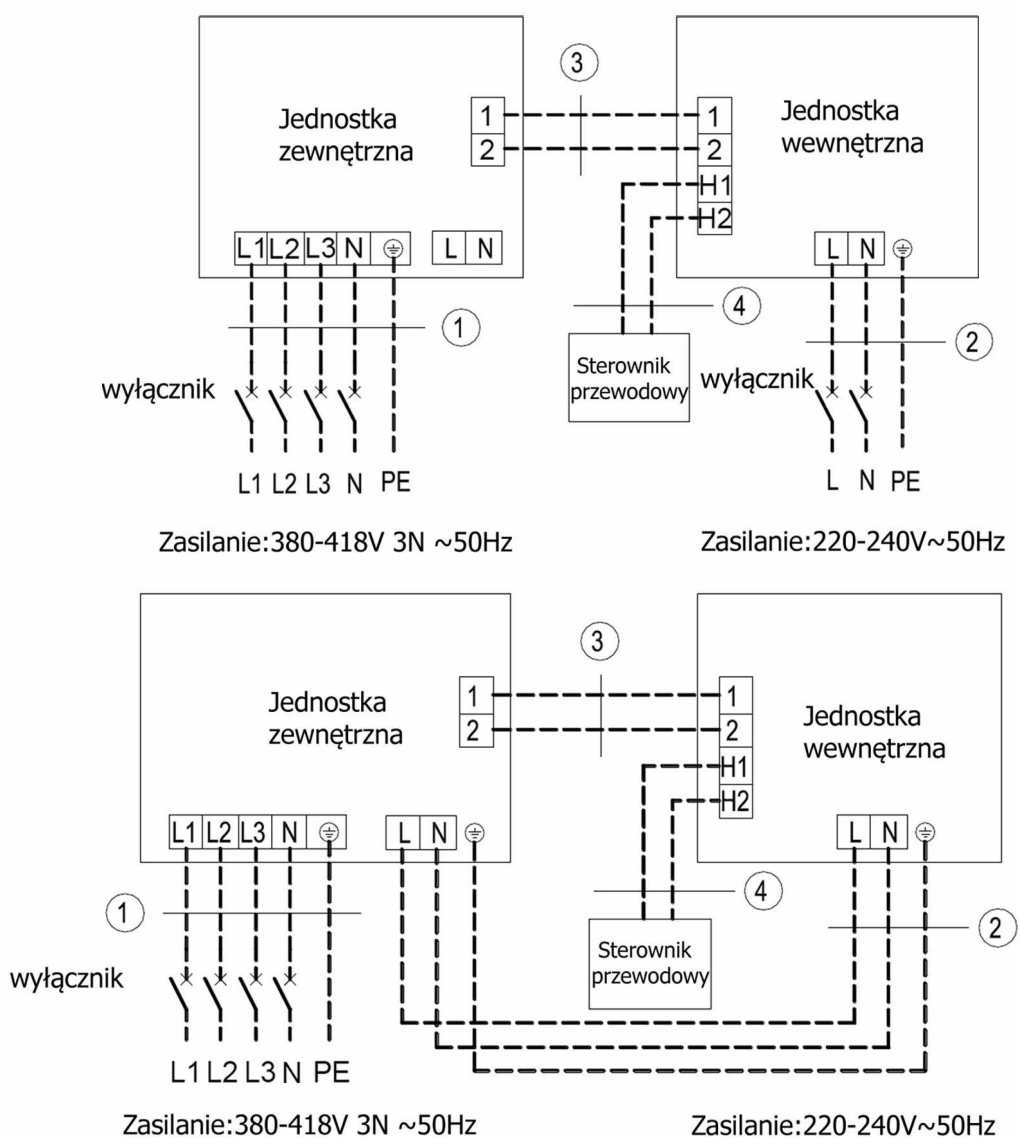 3
Jednostka
zewnętrzna
1
2
1
2
H1
H2
Jednostka
wewnętrzna
L1 L2 L3 N
L N
L N
1
4
2
wyłącznik
Sterownik
przewodowy
wyłącznik
L1 L2 L3 N PE
L N PE
Zasilanie:380-418V 3N ~50Hz
Zasilanie:220-240V~50Hz
3
Jednostka
zewnętrzna
1
2
1
2
H1
H2
Jednostka
wewnętrzna
L1 L2 L3 N
L N
L N
1
4
2
wyłącznik
Sterownik
przewodowy
L1 L2 L3 N PE
Zasilanie:380-418V 3N ~50Hz
Zasilanie:220-240V~50Hz